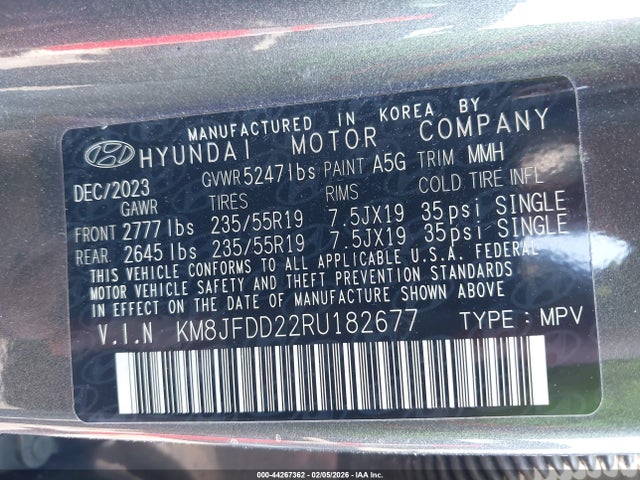 MANUFACTURED IN KOREA BY
HYUNDAI MOTOR COMPANY
DEC/2023 GVWR 5247lbs PAINT A5G TRIM MMH
GAWR TIRES RIMS COLD TIRE INFL
FRONT 2777lbs 235/55R19 7.5JX19 35psi SINGLE
REAR 2645lbs 235/55R19 7.5JX19 35psi SINGLE
THIS VEHICLE CONFORMS TO ALL APPLICABLE U.S.A. FEDERAL
MOTOR VEHICLE SAFETY AND THEFT PREVENTION STANDARDS
IN EFFECT ON THE DATE OF MANUFACTURE SHOWN ABOVE.
V.I.N KM8JFDD22RU182677 TYPE: MPV
000-44267362 - 02/05/2026 - IAA Inc.